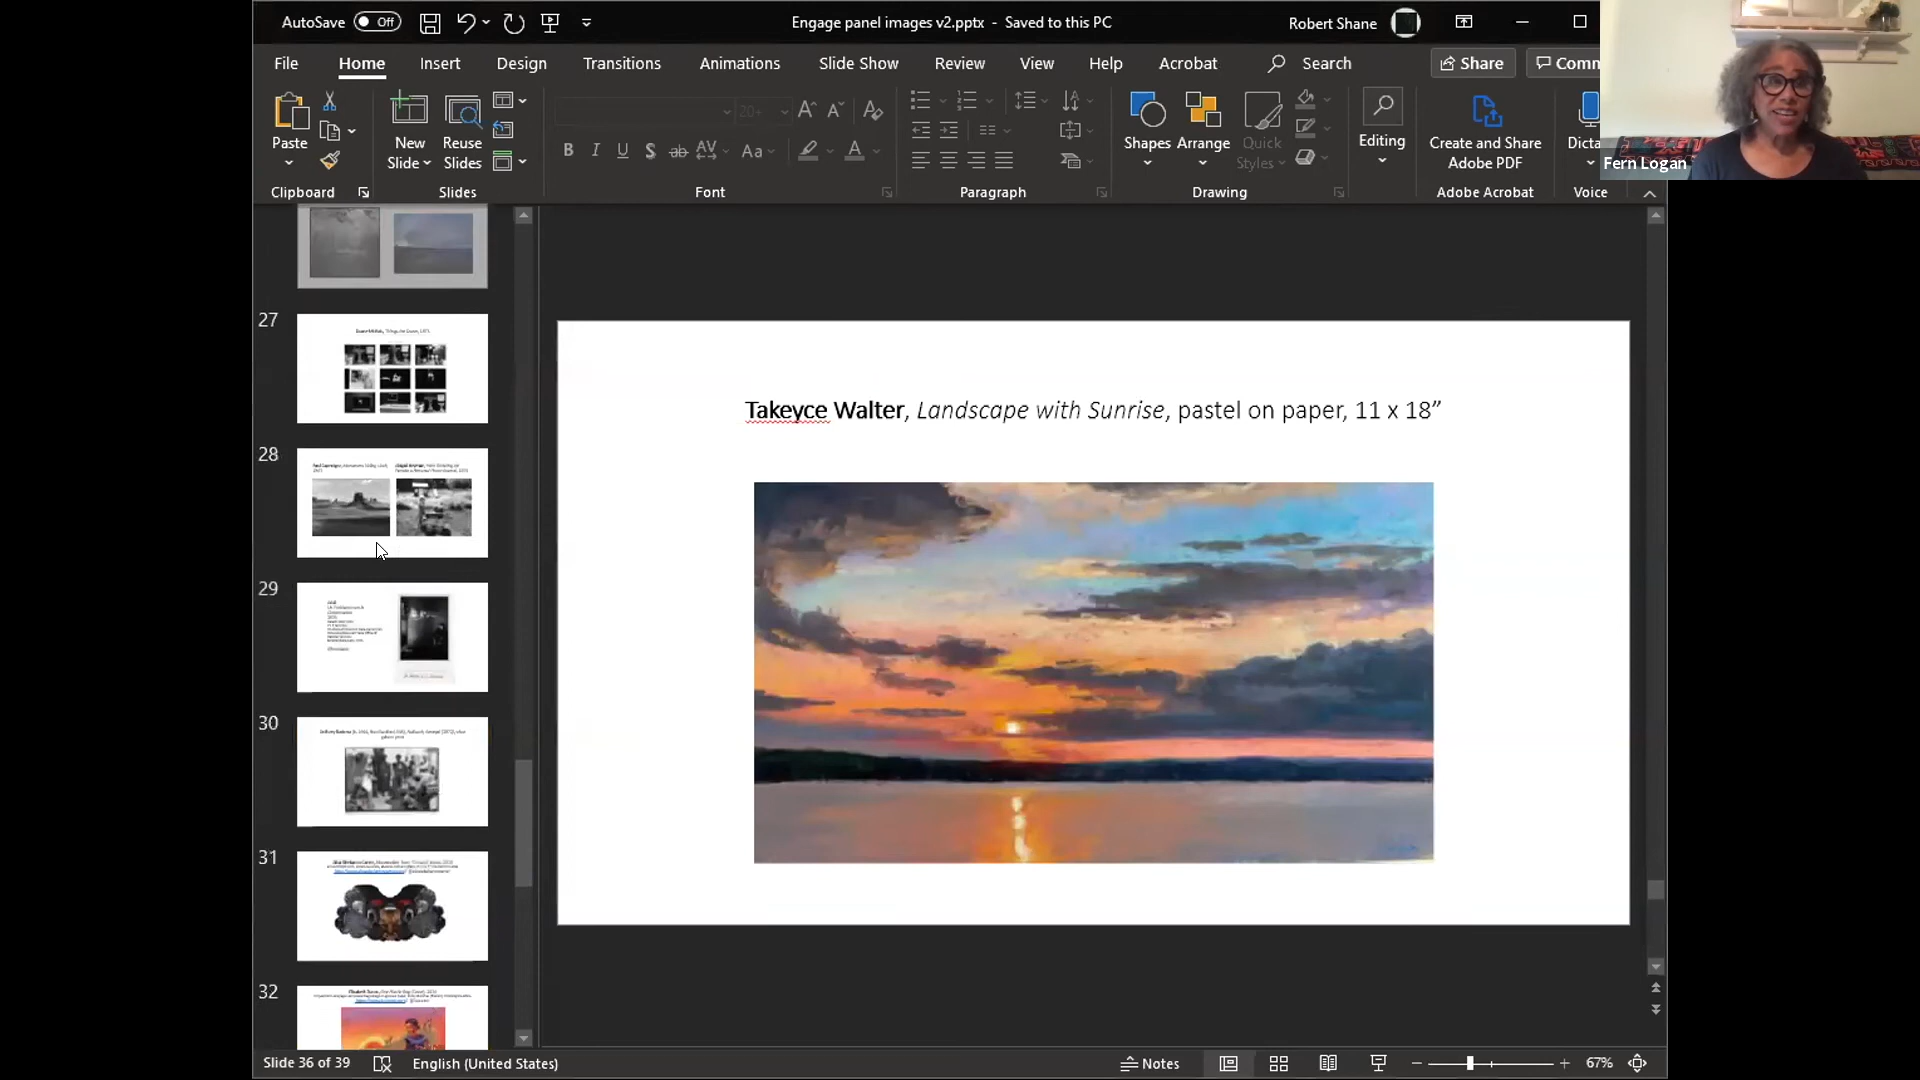 AutoSave Off Engage panel images v2.pptx - Saved to this PC Robert Shane
File Home Insert Design Transitions Animations Slide Show Review View Help Acrobat Search Share Comm
Paste New Slide Reuse Slides 20+ Shapes Arrange Quick Styles Editing Create and Share Adobe PDF Dicta
Clipboard Slides Font Paragraph Drawing Adobe Acrobat Voice
Fern Logan
27
28
29
30
31
32
Takeyce Walter, Landscape with Sunrise, pastel on paper, 11 x 18”
Slide 36 of 39 English (United States) Notes 67%